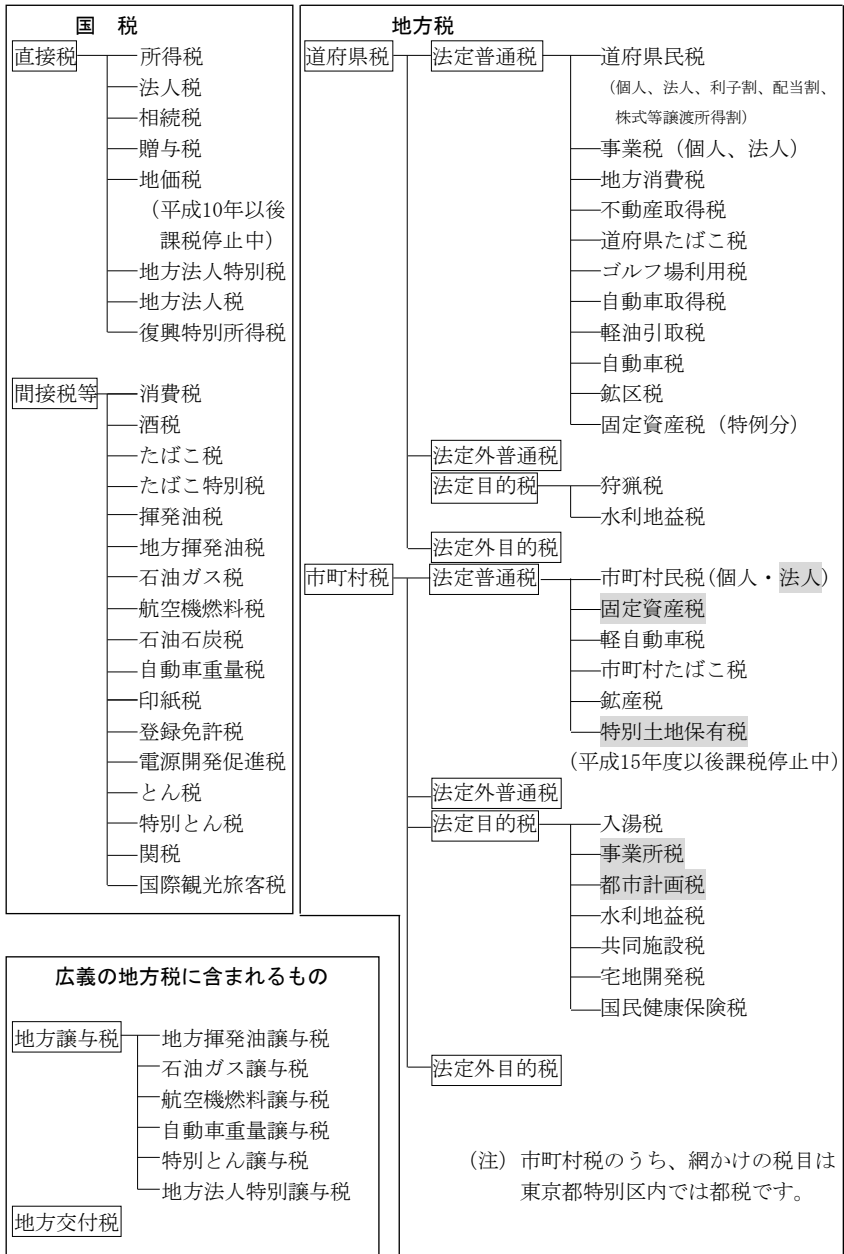 国　税
直接税
所得税
法人税
相続税
贈与税
地価税
（平成10年以後
課税停止中）
地方法人特別税
地方法人税
復興特別所得税
間接税等
消費税
酒税
たばこ税
たばこ特別税
揮発油税
地方揮発油税
石油ガス税
航空機燃料税
石油石炭税
自動車重量税
印紙税
登録免許税
電源開発促進税
とん税
特別とん税
関税
国際観光旅客税
地方税
道府県税
法定普通税
道府県民税
（個人、法人、利子割、配当割、
株式等譲渡所得割）
事業税（個人、法人）
地方消費税
不動産取得税
道府県たばこ税
ゴルフ場利用税
自動車取得税
軽油引取税
自動車税
鉱区税
固定資産税（特例分）
法定外普通税
法定目的税
狩猟税
水利地益税
法定外目的税
市町村税
法定普通税
市町村民税(個人・法人)
固定資産税
軽自動車税
市町村たばこ税
鉱産税
特別土地保有税
（平成15年度以後課税停止中）
法定外普通税
法定目的税
入湯税
事業所税
都市計画税
水利地益税
共同施設税
宅地開発税
国民健康保険税
法定外目的税
（注）市町村税のうち、網かけの税目は
東京都特別区内では都税です。
広義の地方税に含まれるもの
地方譲与税
地方揮発油譲与税
石油ガス譲与税
航空機燃料譲与税
自動車重量譲与税
特別とん譲与税
地方法人特別譲与税
地方交付税